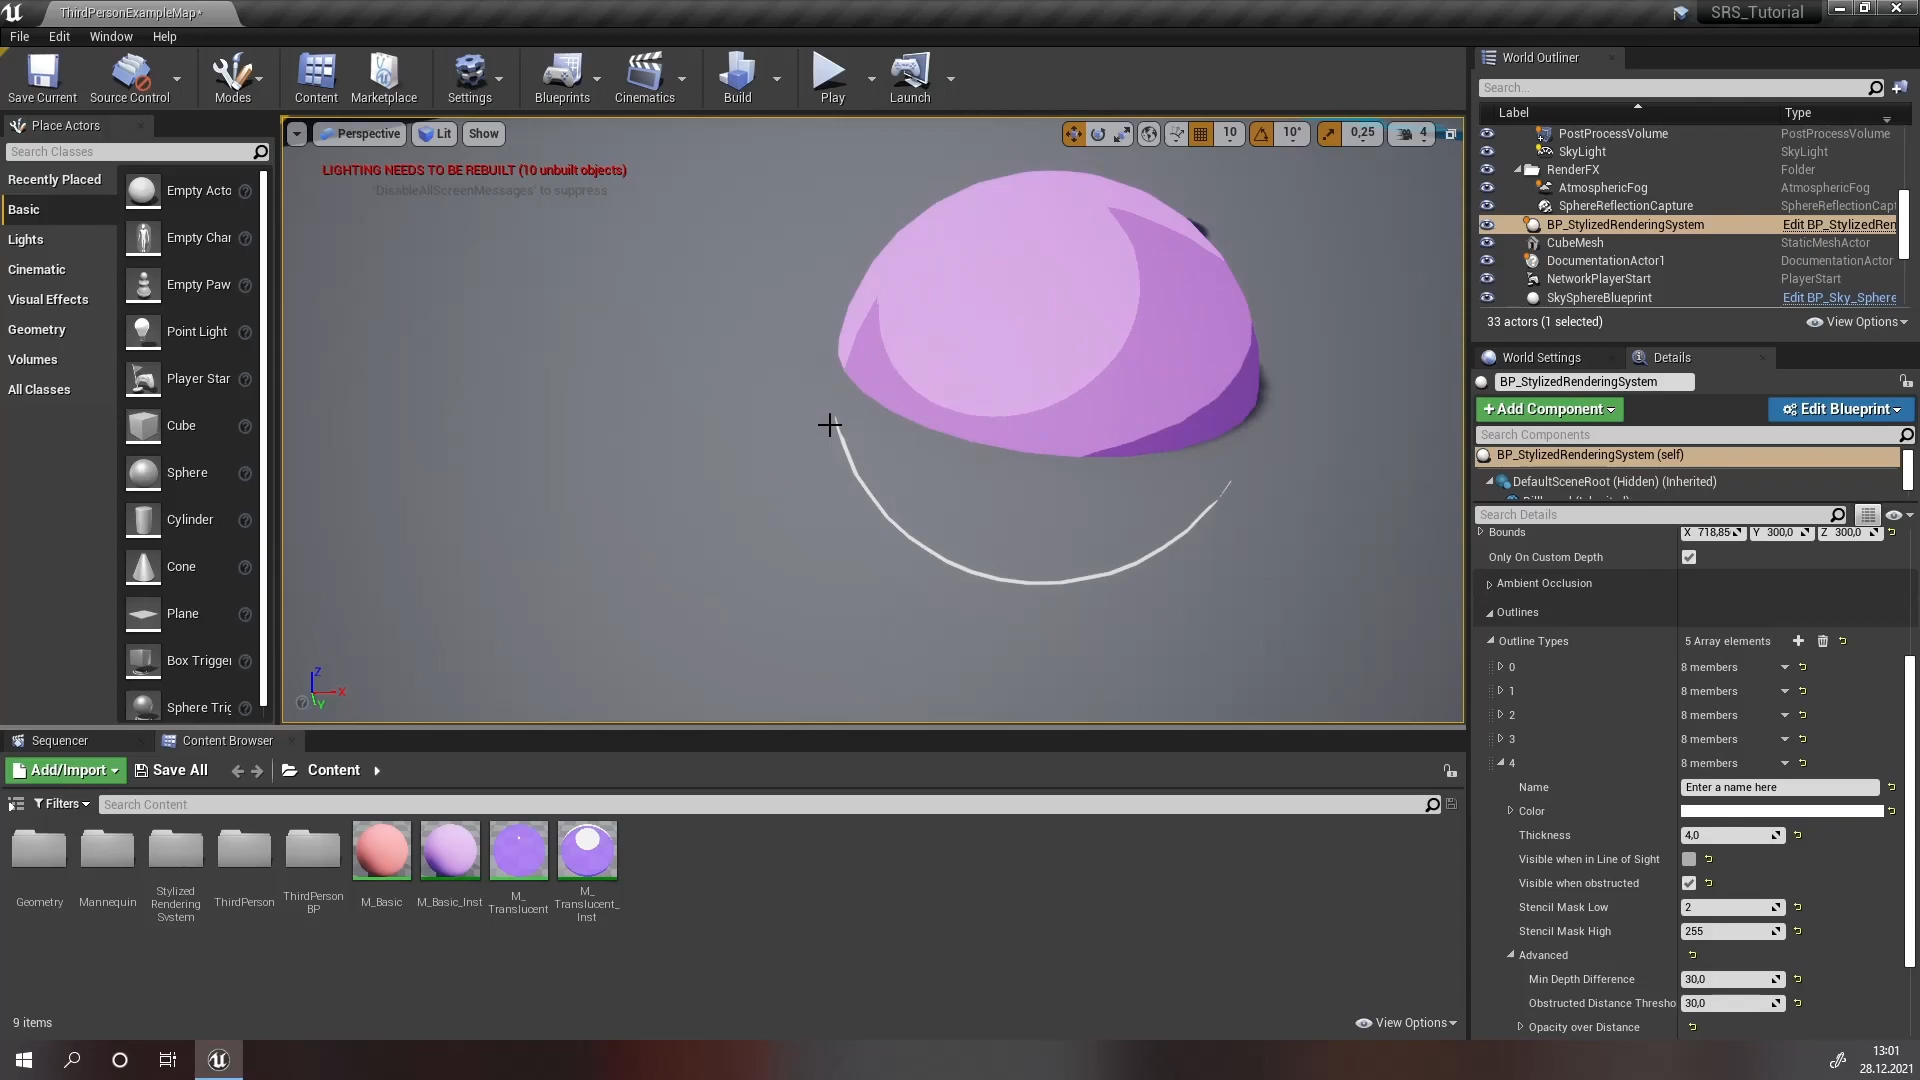 ThirdPersonExampleMap*
SRS_Tutorial
File Edit Window Help
Save Current
Source Control
Modes
Content
Marketplace
Settings
Blueprints
Cinematics
Build
Play
Launch
Place Actors
Search Classes
Recently Placed
Basic
Lights
Cinematic
Visual Effects
Geometry
Volumes
All Classes
Empty Acto
Empty Char
Empty Paw
Point Light
Player Star
Cube
Sphere
Cylinder
Cone
Plane
Box Trigger
Sphere Trig
Perspective Lit Show
10 10° 0,25 4
LIGHTING NEEDS TO BE REBUILT (10 unbuilt objects)
'DisableAllScreenMessages' to suppress
Z
X
Y
World Outliner
Search...
Label Type
PostProcessVolume PostProcessVolume
SkyLight SkyLight
RenderFX Folder
AtmosphericFog AtmosphericFog
SphereReflectionCapture SphereReflectionCapt
BP_StylizedRenderingSystem Edit BP_StylizedRen
CubeMesh StaticMeshActor
DocumentationActor1 DocumentationActor
NetworkPlayerStart PlayerStart
SkySphereBlueprint Edit BP_Sky_Sphere
33 actors (1 selected) View Options
World Settings Details
BP_StylizedRenderingSystem
+Add Component Edit Blueprint
Search Components
BP_StylizedRenderingSystem (self)
DefaultSceneRoot (Hidden) (Inherited)
Search Details
Bounds X 718,85 Y 300,0 Z 300,0
Only On Custom Depth
Ambient Occlusion
Outlines
Outline Types 5 Array elements
0 8 members
1 8 members
2 8 members
3 8 members
4 8 members
Name Enter a name here
Color
Thickness 4,0
Visible when in Line of Sight
Visible when obstructed
Stencil Mask Low 2
Stencil Mask High 255
Advanced
Min Depth Difference 30,0
Obstructed Distance Thresho 30,0
Opacity over Distance
Sequencer Content Browser
Add/Import Save All Content
Filters Search Content
Geometry
Mannequin
Stylized
Rendering
System
ThirdPerson
ThirdPerson
BP
M_Basic
M_Basic_Inst
M_
Translucent
M_
Translucent_
Inst
9 items View Options
13:01
28.12.2021